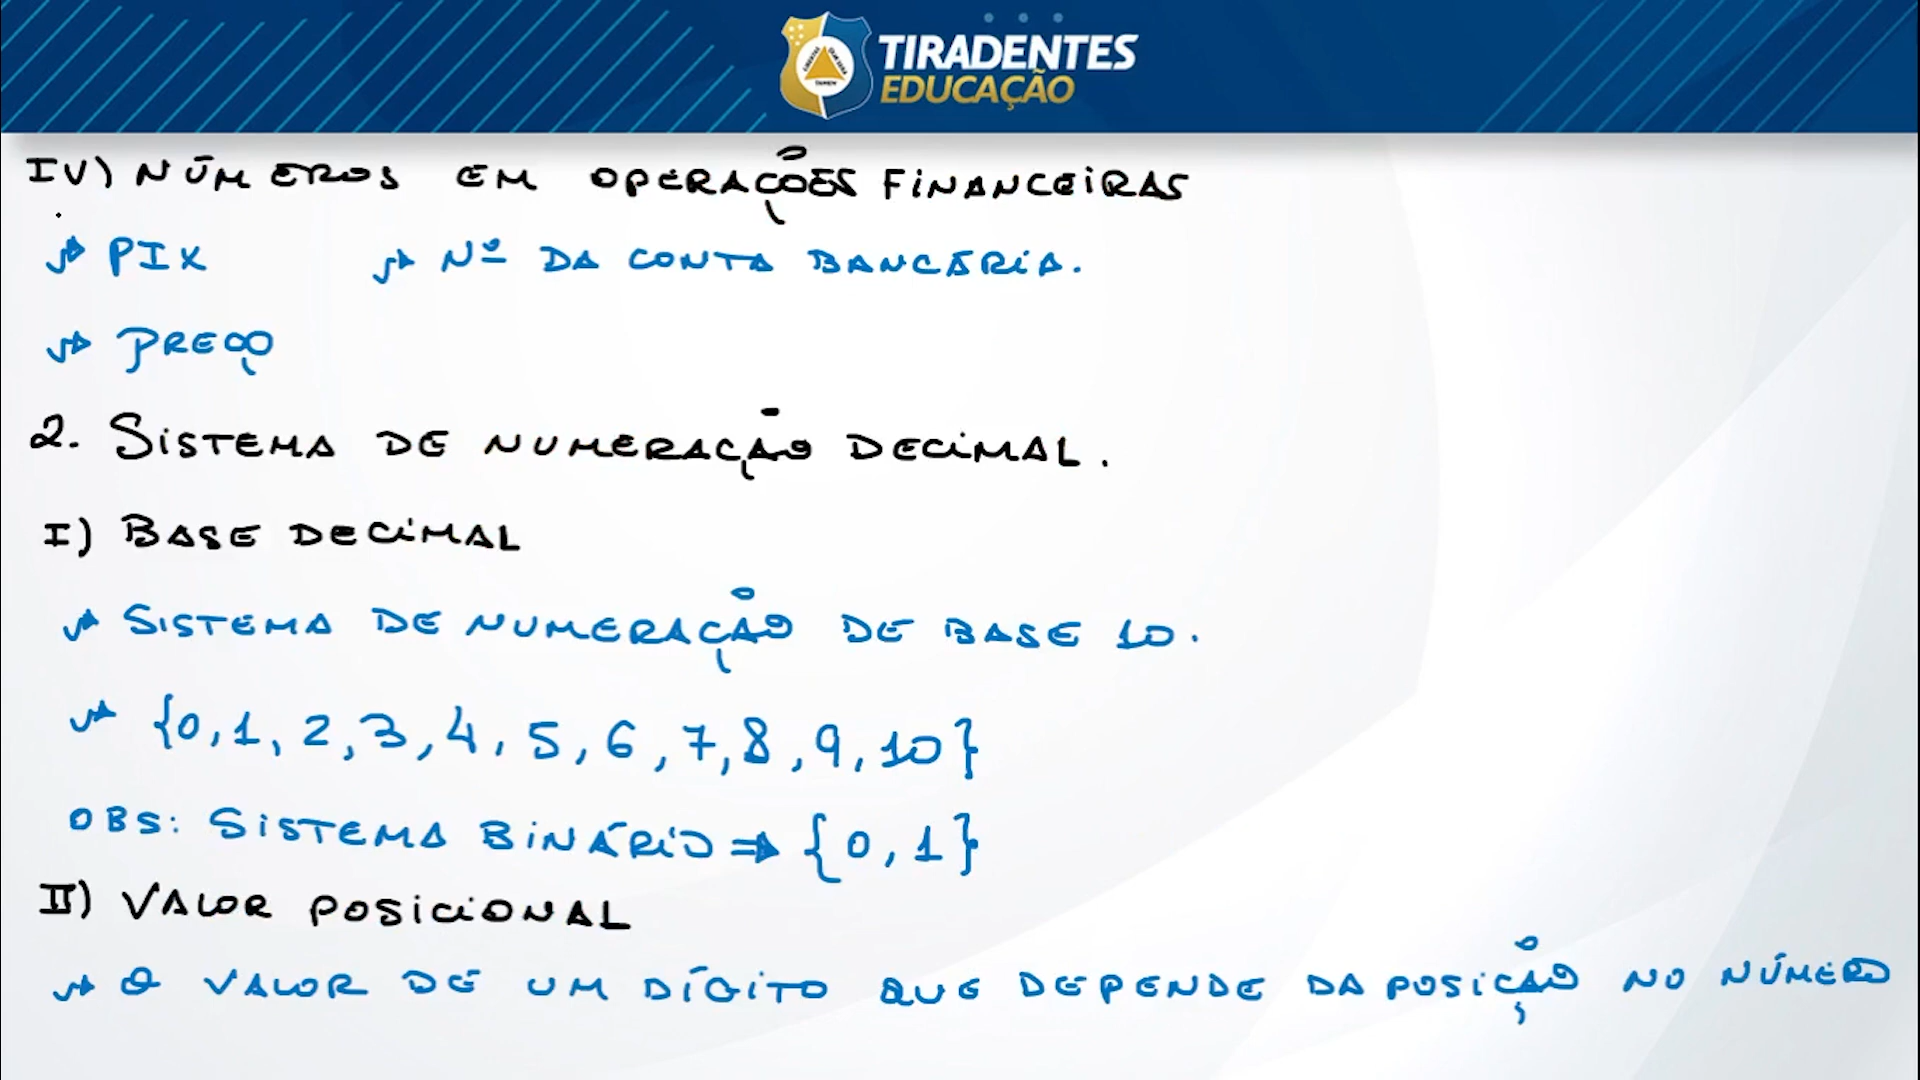 TIRADENTES
EDUCAÇÃO
IV) NÚMEROS EM OPERAÇÕES FINANCEIRAS
→ PIX → Nº DA CONTA BANCÁRIA.
→ PREÇO
2. SISTEMA DE NUMERAÇÃO DECIMAL.
I) BASE DECIMAL
→ SISTEMA DE NUMERAÇÃO DE BASE 10.
→ {0, 1, 2, 3, 4, 5, 6, 7, 8, 9, 10}
OBS: SISTEMA BINÁRIO ⇒ {0, 1}
II) VALOR POSICIONAL
→ O VALOR DE UM DÍGITO QUE DEPENDE DA POSIÇÃO NO NÚMERO